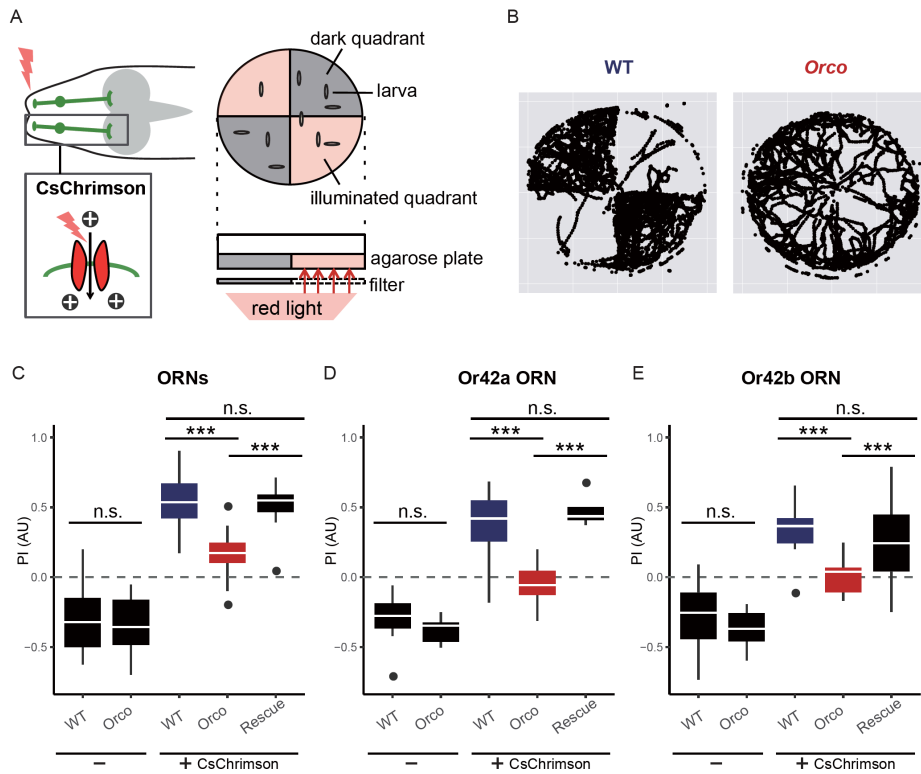 A
dark quadrant
larva
illuminated quadrant
CsChrimson
+
+
+
agarose plate
filter
red light
B
WT
Orco
C
ORNs
n.s.
***
***
n.s.
PI (AU)
1.0
0.5
0.0
−0.5
WT
Orco
WT
Orco
Rescue
− + CsChrimson
D
Or42a ORN
n.s.
***
***
n.s.
PI (AU)
1.0
0.5
0.0
−0.5
WT
Orco
WT
Orco
Rescue
− + CsChrimson
E
Or42b ORN
n.s.
***
***
n.s.
PI (AU)
1.0
0.5
0.0
−0.5
WT
Orco
WT
Orco
Rescue
− + CsChrimson